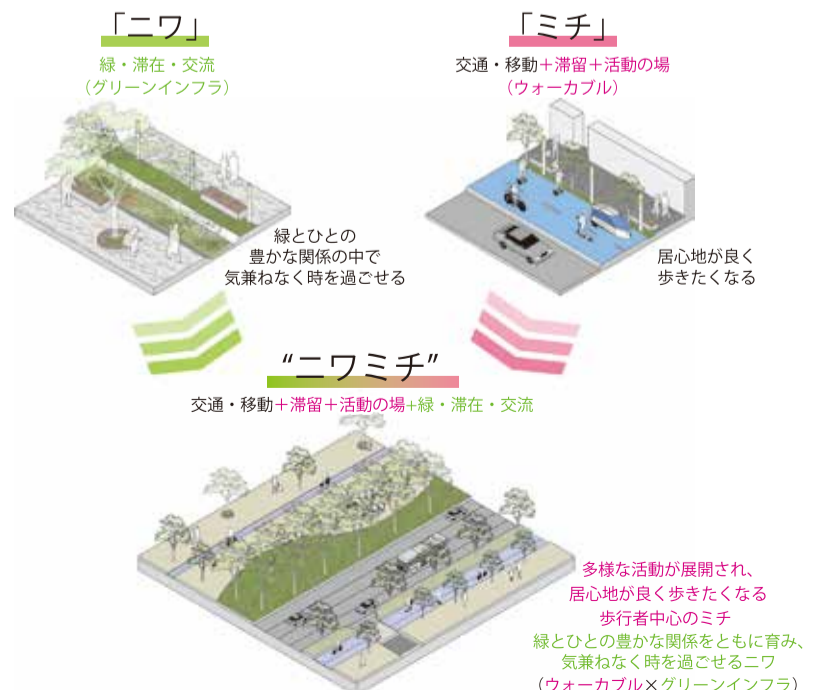 「ニワ」
緑・滞在・交流
（グリーンインフラ）
緑とひとの
豊かな関係の中で
気兼ねなく時を過ごせる
「ミチ」
交通・移動＋滞留＋活動の場
（ウォーカブル）
居心地が良く
歩きたくなる
“ニワミチ”
交通・移動＋滞留＋活動の場+緑・滞在・交流
多様な活動が展開され、
居心地が良く歩きたくなる
歩行者中心のミチ
緑とひとの豊かな関係をともに育み、
気兼ねなく時を過ごせるニワ
（ウォーカブル×グリーンインフラ）